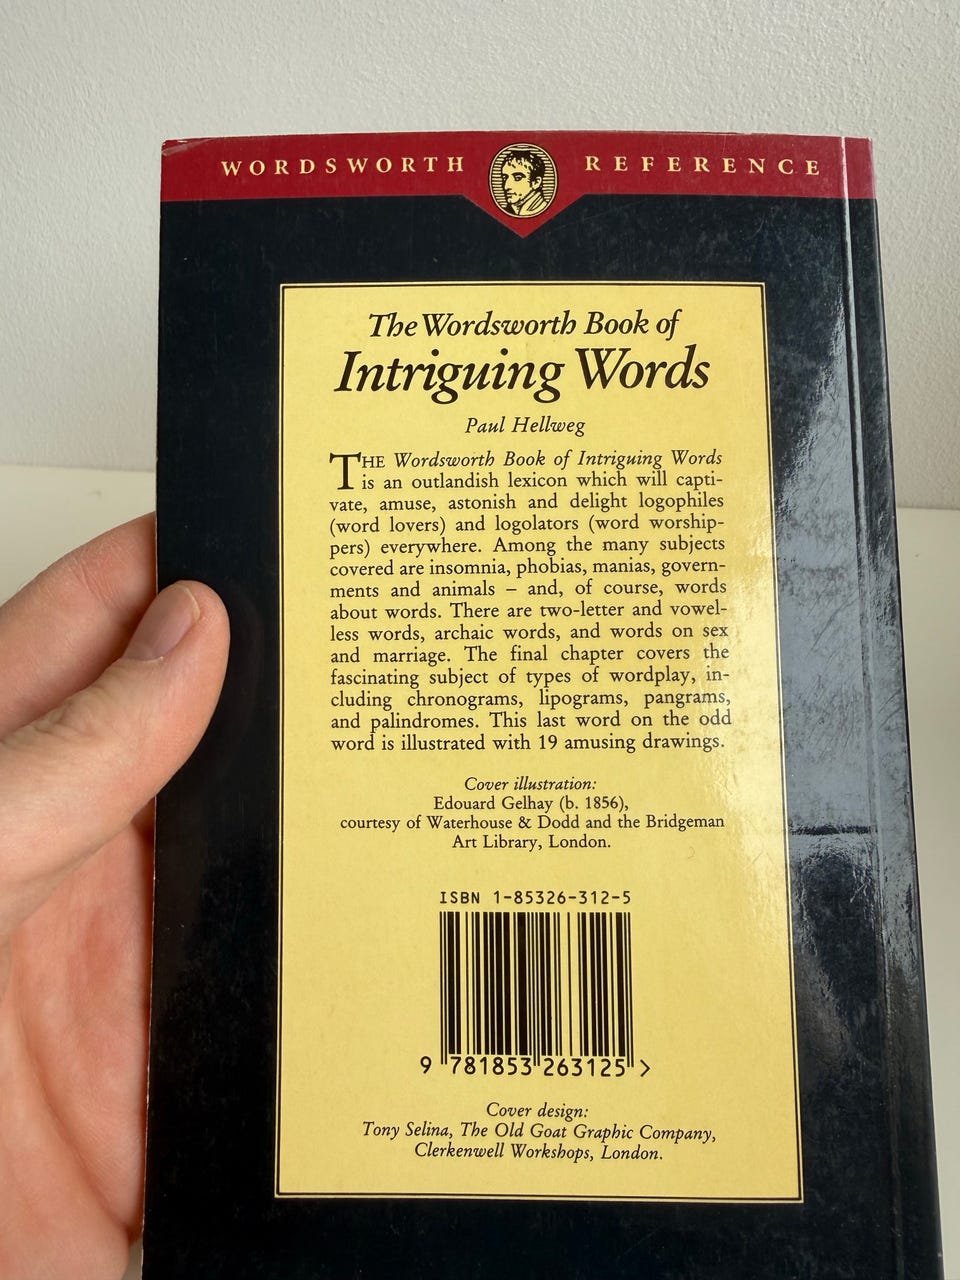 WORDSWORTH REFERENCE
The Wordsworth Book of
Intriguing Words
Paul Hellweg
THE Wordsworth Book of Intriguing Words
is an outlandish lexicon which will capti-
vate, amuse, astonish and delight logophiles
(word lovers) and logolators (word worship-
pers) everywhere. Among the many subjects
covered are insomnia, phobias, manias, govern-
ments and animals – and, of course, words
about words. There are two-letter and vowel-
less words, archaic words, and words on sex
and marriage. The final chapter covers the
fascinating subject of types of wordplay, in-
cluding chronograms, lipograms, pangrams,
and palindromes. This last word on the odd
word is illustrated with 19 amusing drawings.
Cover illustration:
Edouard Gelhay (b. 1856),
courtesy of Waterhouse & Dodd and the Bridgeman
Art Library, London.
ISBN 1-85326-312-5
9 781853 263125 >
Cover design:
Tony Selina, The Old Goat Graphic Company,
Clerkenwell Workshops, London.